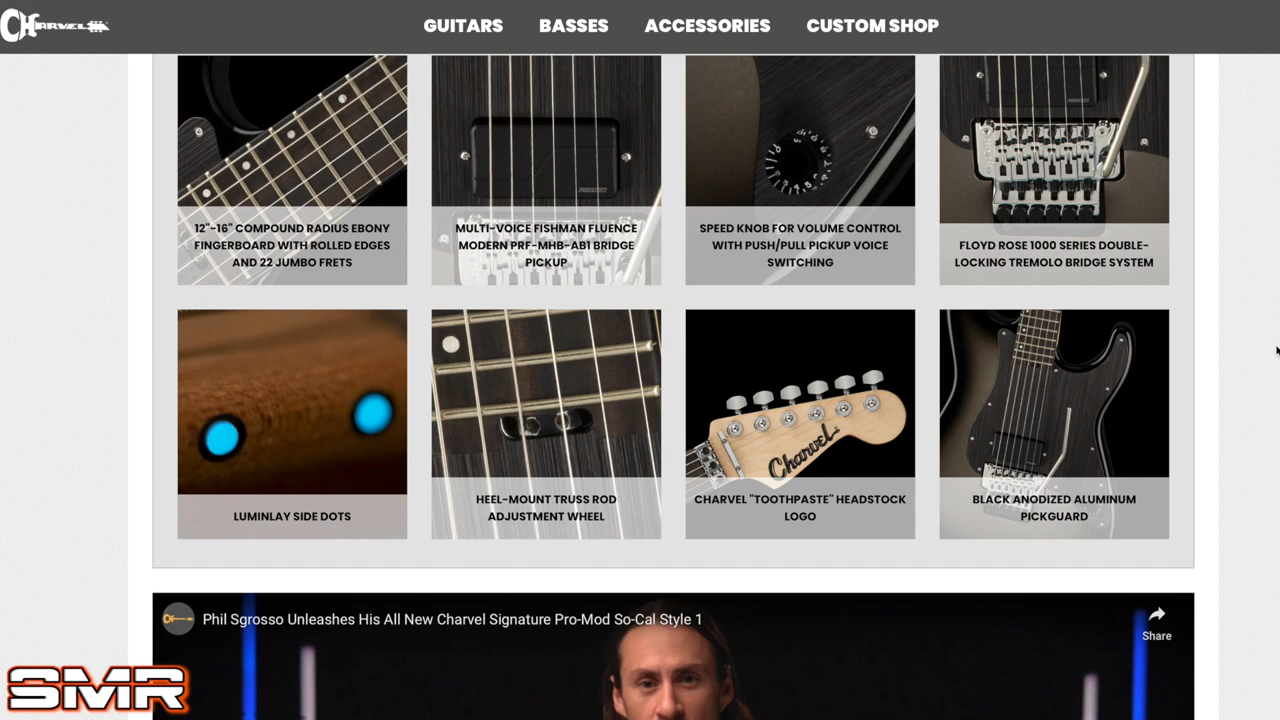 CHARVEL
GUITARS
BASSES
ACCESSORIES
CUSTOM SHOP
12"-16" COMPOUND RADIUS EBONY
FINGERBOARD WITH ROLLED EDGES
AND 22 JUMBO FRETS
MULTI-VOICE FISHMAN FLUENCE
MODERN PRF-MHB-AB1 BRIDGE
PICKUP
SPEED KNOB FOR VOLUME CONTROL
WITH PUSH/PULL PICKUP VOICE
SWITCHING
FLOYD ROSE 1000 SERIES DOUBLE-
LOCKING TREMOLO BRIDGE SYSTEM
LUMINLAY SIDE DOTS
HEEL-MOUNT TRUSS ROD
ADJUSTMENT WHEEL
Charvel
CHARVEL "TOOTHPASTE" HEADSTOCK
LOGO
BLACK ANODIZED ALUMINUM
PICKGUARD
Phil Sgrosso Unleashes His All New Charvel Signature Pro-Mod So-Cal Style 1
Share
SMR